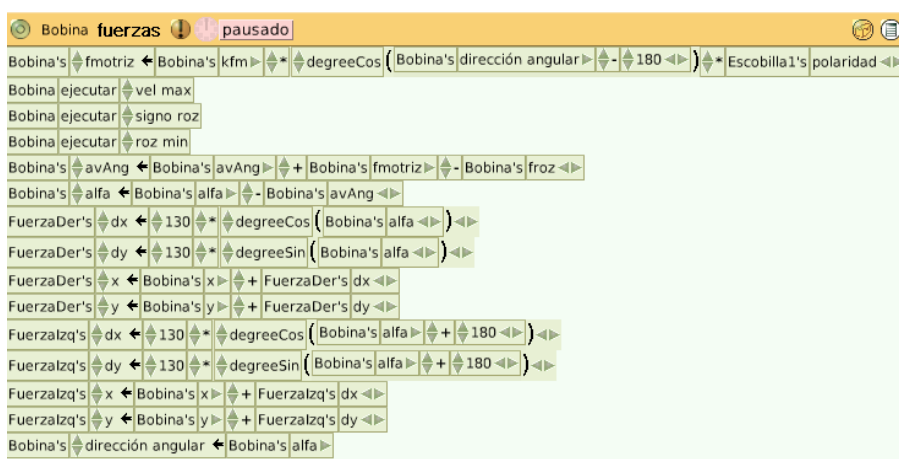 Bobina fuerzas ! pausado
Bobina's fmotriz ← Bobina's kfm * degreeCos ( Bobina's dirección angular - 180 ) * Escobilla1's polaridad
Bobina ejecutar vel max
Bobina ejecutar signo roz
Bobina ejecutar roz min
Bobina's avAng ← Bobina's avAng + Bobina's fmotriz - Bobina's froz
Bobina's alfa ← Bobina's alfa - Bobina's avAng
FuerzaDer's dx ← 130 * degreeCos ( Bobina's alfa )
FuerzaDer's dy ← 130 * degreeSin ( Bobina's alfa )
FuerzaDer's x ← Bobina's x + FuerzaDer's dx
FuerzaDer's y ← Bobina's y + FuerzaDer's dy
FuerzaIzq's dx ← 130 * degreeCos ( Bobina's alfa + 180 )
FuerzaIzq's dy ← 130 * degreeSin ( Bobina's alfa + 180 )
FuerzaIzq's x ← Bobina's x + FuerzaIzq's dx
FuerzaIzq's y ← Bobina's y + FuerzaIzq's dy
Bobina's dirección angular ← Bobina's alfa